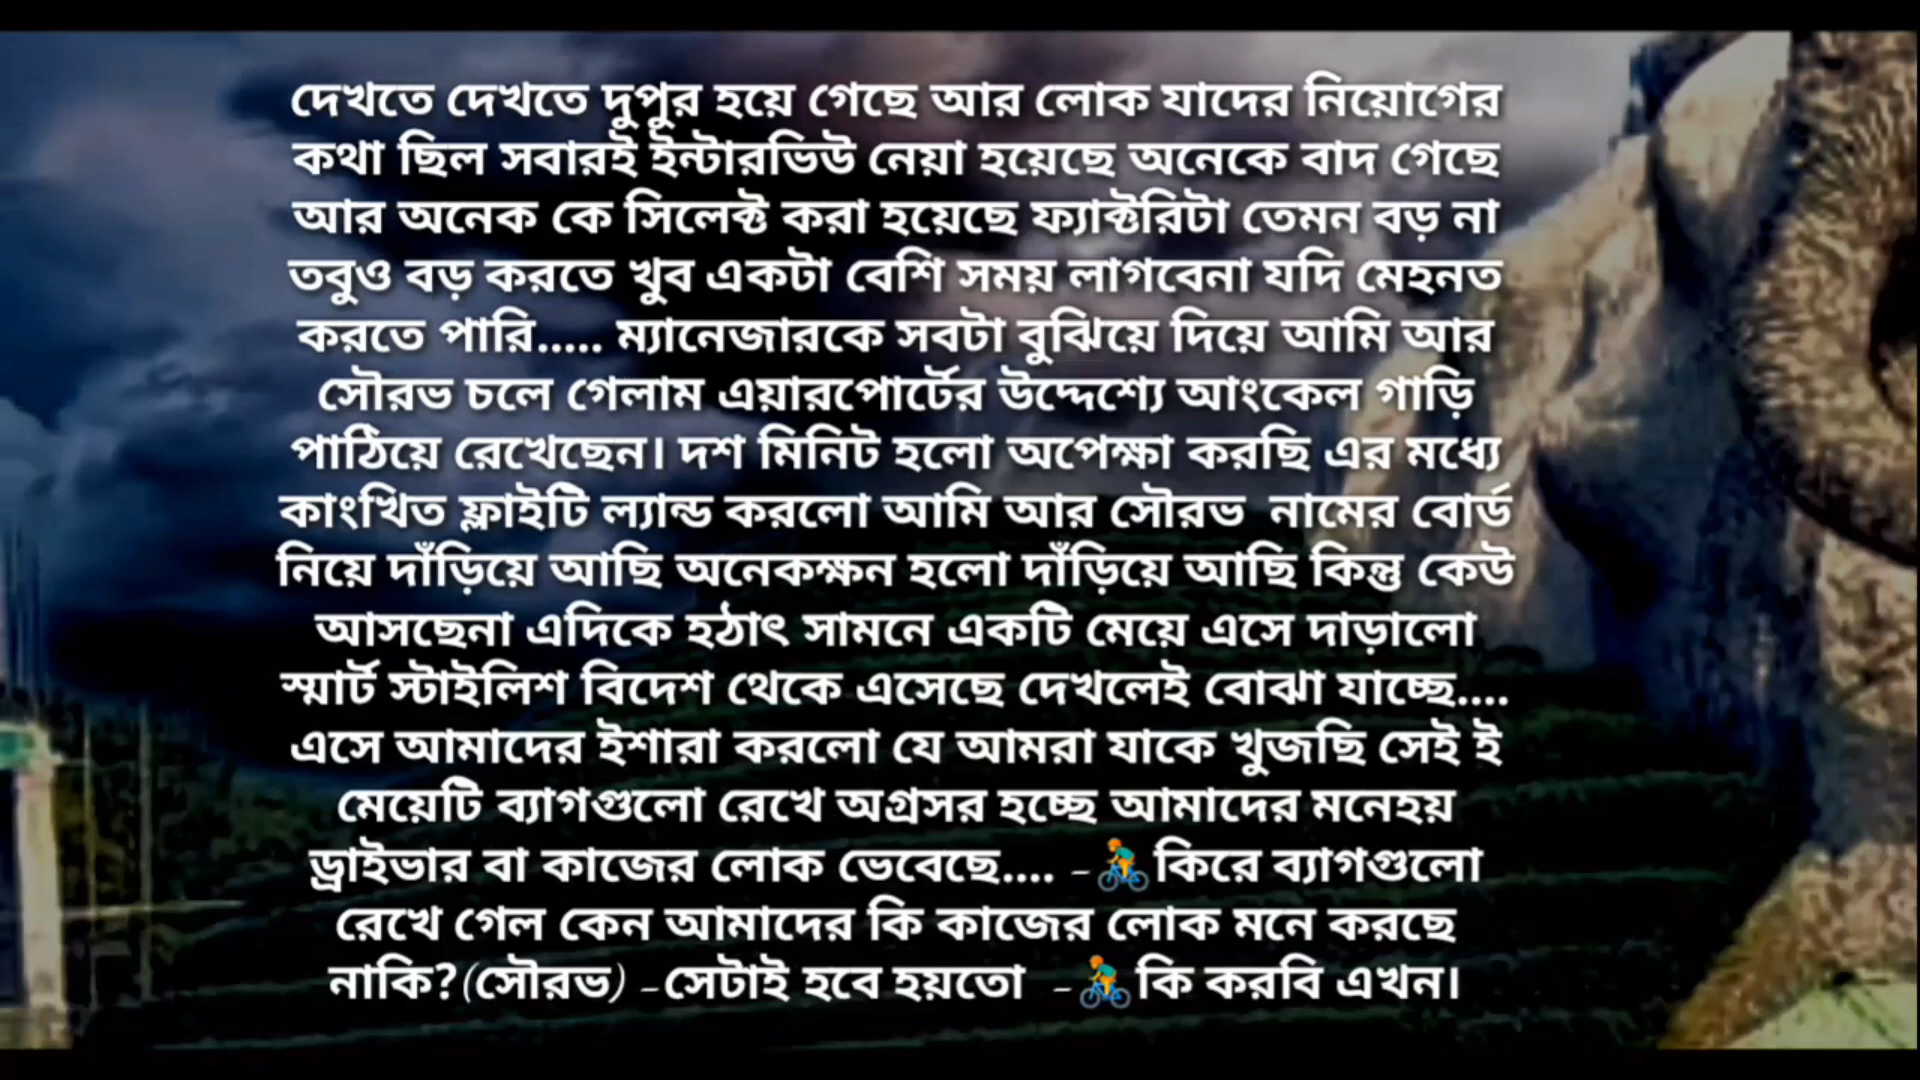 দেখতে দেখতে দুপুর হয়ে গেছে আর লোক যাদের নিয়োগের
কথা ছিল সবারই ইন্টারভিউ নেয়া হয়েছে অনেকে বাদ গেছে
আর অনেক কে সিলেক্ট করা হয়েছে ফ্যাক্টরিটা তেমন বড় না
তবুও বড় করতে খুব একটা বেশি সময় লাগবেনা যদি মেহনত
করতে পারি..... ম্যানেজারকে সবটা বুঝিয়ে দিয়ে আমি আর
সৌরভ চলে গেলাম এয়ারপোর্টের উদ্দেশ্যে আংকেল গাড়ি
পাঠিয়ে রেখেছেন। দশ মিনিট হলো অপেক্ষা করছি এর মধ্যে
কাংখিত ফ্লাইটি ল্যান্ড করলো আমি আর সৌরভ  নামের বোর্ড
নিয়ে দাঁড়িয়ে আছি অনেকক্ষন হলো দাঁড়িয়ে আছি কিন্তু কেউ
আসছেনা এদিকে হঠাৎ সামনে একটি মেয়ে এসে দাড়ালো
স্মার্ট স্টাইলিশ বিদেশ থেকে এসেছে দেখলেই বোঝা যাচ্ছে....
এসে আমাদের ইশারা করলো যে আমরা যাকে খুজছি সেই ই
মেয়েটি ব্যাগগুলো রেখে অগ্রসর হচ্ছে আমাদের মনেহয়
ড্রাইভার বা কাজের লোক ভেবেছে.... -🚴কিরে ব্যাগগুলো
রেখে গেল কেন আমাদের কি কাজের লোক মনে করছে
নাকি?(সৌরভ) -সেটাই হবে হয়তো  -🚴কি করবি এখন।